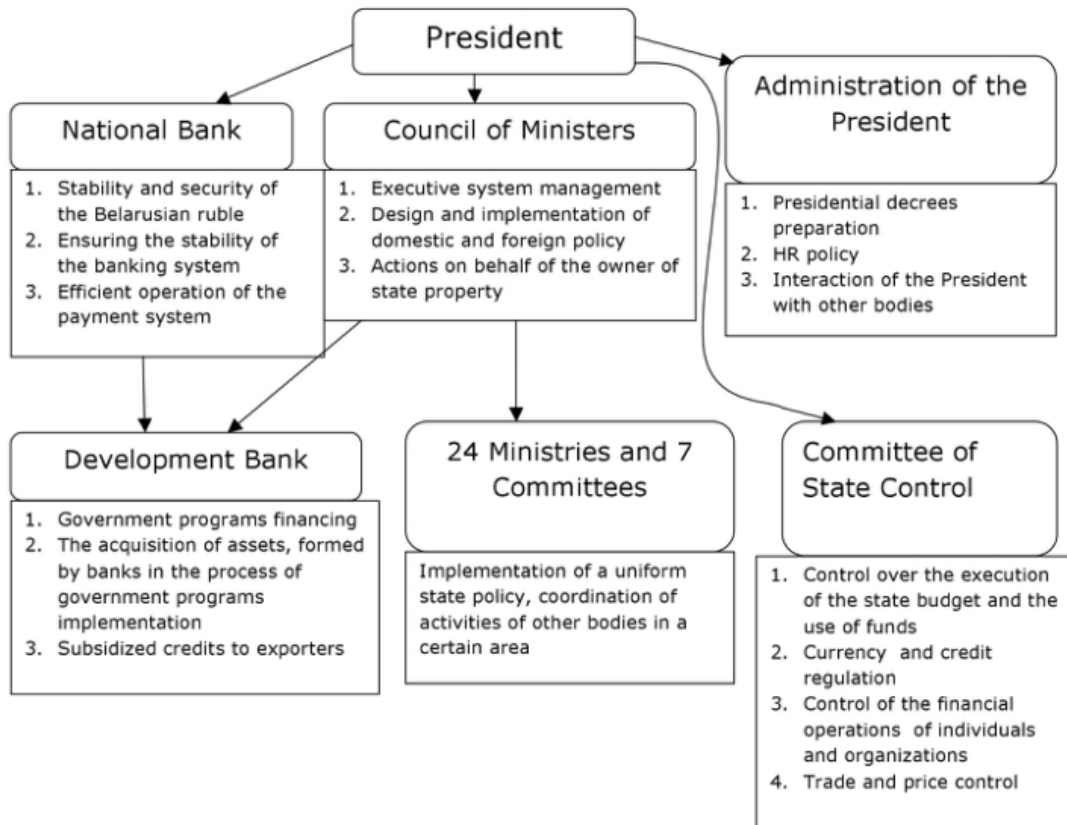 President
National Bank
1. Stability and security of
the Belarusian ruble
2. Ensuring the stability of
the banking system
3. Efficient operation of the
payment system
Council of Ministers
1. Executive system management
2. Design and implementation of
domestic and foreign policy
3. Actions on behalf of the owner of
state property
Administration of the
President
1. Presidential decrees
preparation
2. HR policy
3. Interaction of the President
with other bodies
Development Bank
1. Government programs financing
2. The acquisition of assets, formed
by banks in the process of
government programs
implementation
3. Subsidized credits to exporters
24 Ministries and 7
Committees
Implementation of a uniform
state policy, coordination of
activities of other bodies in a
certain area
Committee of
State Control
1. Control over the execution
of the state budget and the
use of funds
2. Currency and credit
regulation
3. Control of the financial
operations of individuals
and organizations
4. Trade and price control